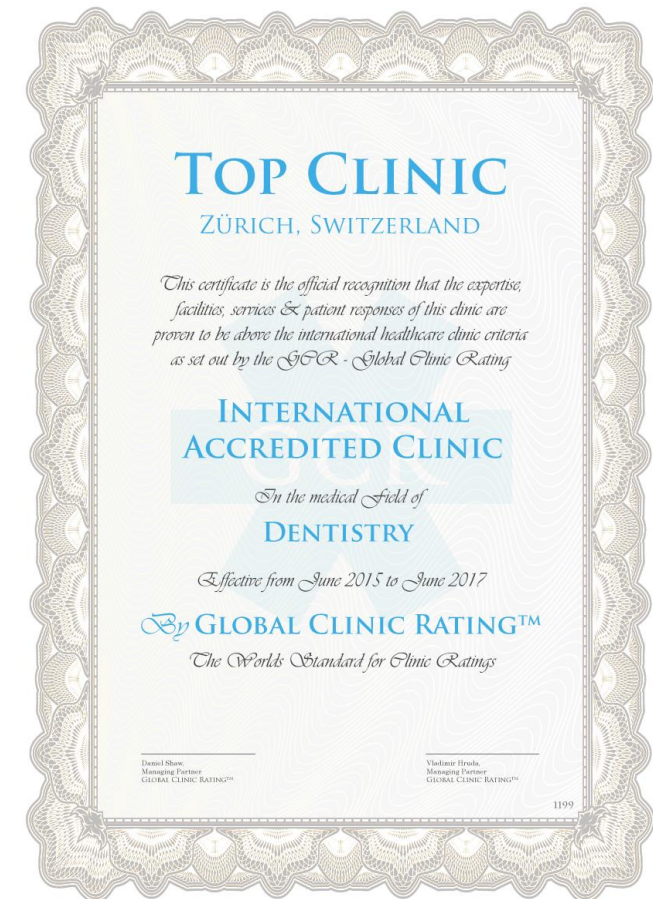 TOP CLINIC
ZÜRICH, SWITZERLAND
This certificate is the official recognition that the expertise,
facilities, services & patient responses of this clinic are
proven to be above the international healthcare clinic criteria
as set out by the GCR - Global Clinic Rating
INTERNATIONAL
ACCREDITED CLINIC
GCR
In the medical Field of
DENTISTRY
Effective from June 2015 to June 2017
By GLOBAL CLINIC RATING™
The Worlds Standard for Clinic Ratings
Daniel Shaw,
Managing Partner
GLOBAL CLINIC RATING™
Vladimir Hruda,
Managing Partner
GLOBAL CLINIC RATING™
1199